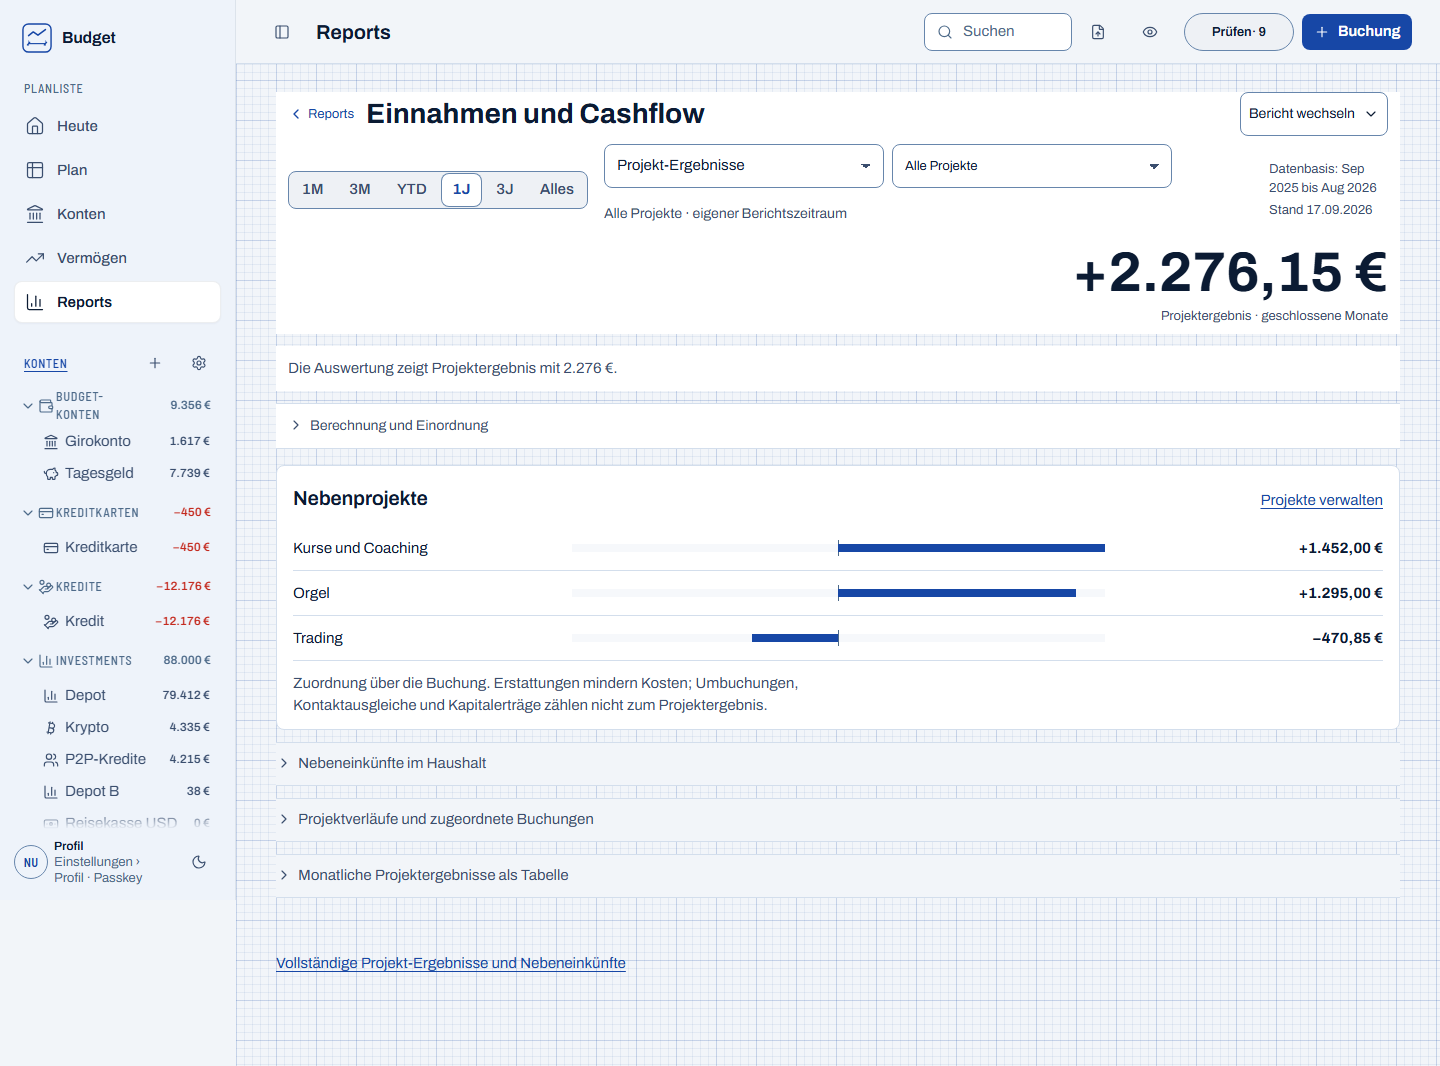 Budget
PLANLISTE
Heute
Plan
Konten
Vermögen
Reports
KONTEN
BUDGET-
KONTEN
9.356 €
Girokonto 1.617 €
Tagesgeld 7.739 €
KREDITKARTEN −450 €
Kreditkarte −450 €
KREDITE −12.176 €
Kredit −12.176 €
INVESTMENTS 88.000 €
Depot 79.412 €
Krypto 4.335 €
P2P-Kredite 4.215 €
Depot B 38 €
Reisekasse USD 0 €
NU
Profil
Einstellungen ›
Profil · Passkey
Reports
Suchen
Prüfen · 9
Buchung
Reports
Einnahmen und Cashflow
Bericht wechseln
1M 3M YTD 1J 3J Alles
Projekt-Ergebnisse
Alle Projekte
Alle Projekte · eigener Berichtszeitraum
Datenbasis: Sep
2025 bis Aug 2026
Stand 17.09.2026
+2.276,15 €
Projektergebnis · geschlossene Monate
Die Auswertung zeigt Projektergebnis mit 2.276 €.
Berechnung und Einordnung
Nebenprojekte
Projekte verwalten
Kurse und Coaching +1.452,00 €
Orgel +1.295,00 €
Trading −470,85 €
Zuordnung über die Buchung. Erstattungen mindern Kosten; Umbuchungen,
Kontaktausgleiche und Kapitalerträge zählen nicht zum Projektergebnis.
Nebeneinkünfte im Haushalt
Projektverläufe und zugeordnete Buchungen
Monatliche Projektergebnisse als Tabelle
Vollständige Projekt-Ergebnisse und Nebeneinkünfte